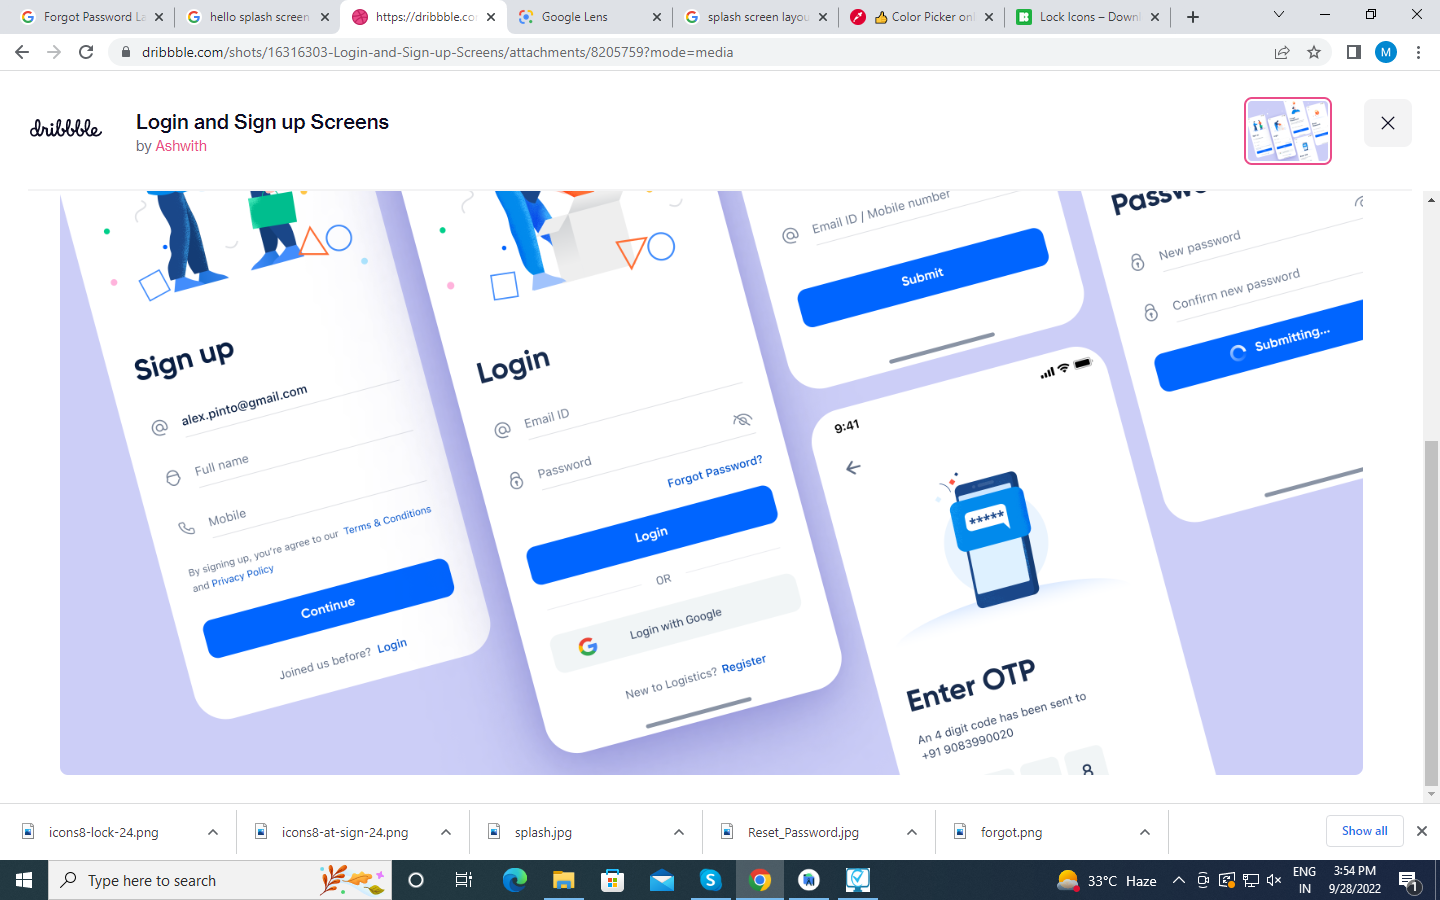 Forgot Password La
hello splash screen
https://dribbble.co
Google Lens
splash screen layou
Color Picker on
Lock Icons – Down
dribbble.com/shots/16316303-Login-and-Sign-up-Screens/attachments/8205759?mode=media
M
dribbble
Login and Sign up Screens
by Ashwith
Sign up
@ alex.pinto@gmail.com
Full name
Mobile
By signing up, you're agree to our Terms & Conditions
and Privacy Policy
Continue
Joined us before? Login
Login
@ Email ID
Password
Forgot Password?
Login
OR
G Login with Google
New to Logistics? Register
@ Email ID / Mobile number
Submit
9:41
*****
Enter OTP
An 4 digit code has been sent to
+91 9083990020
8
New password
Confirm new password
Submitting...
icons8-lock-24.png
icons8-at-sign-24.png
splash.jpg
Reset_Password.jpg
forgot.png
Show all
Type here to search
33°C Haze
ENG
IN
3:54 PM
9/28/2022
1